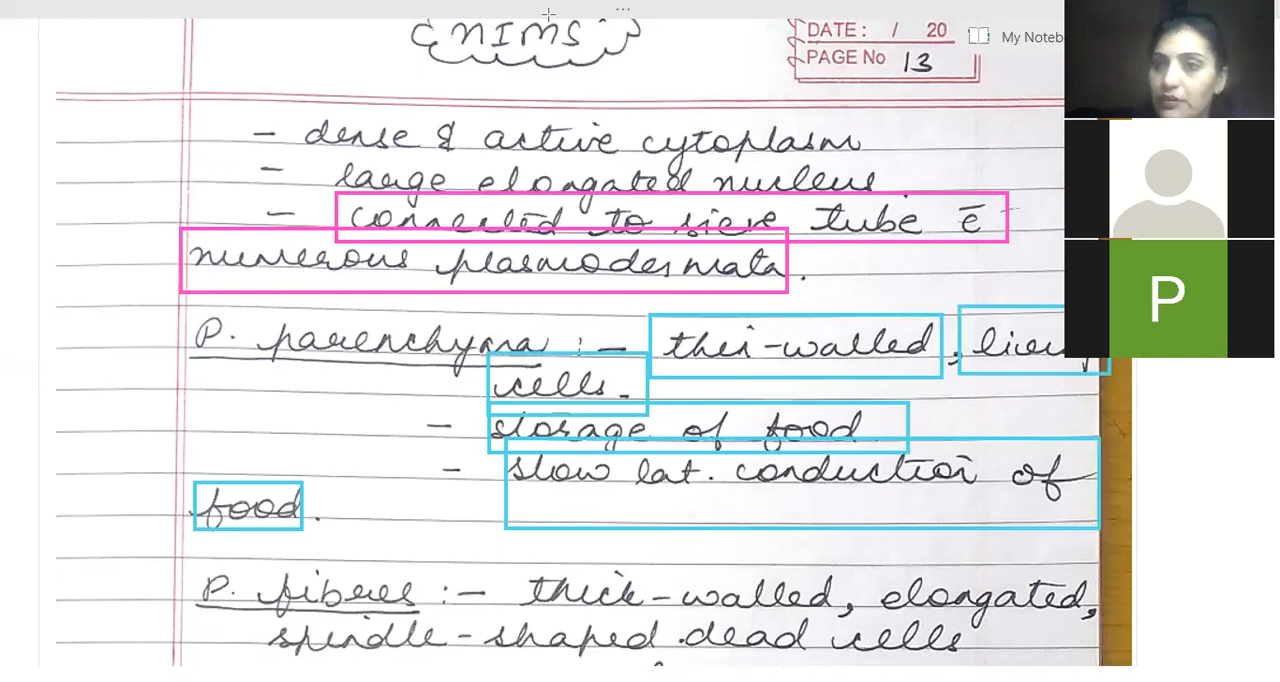 NIMS
DATE: / 20
PAGE No 13
My Noteb
- dense & active cytoplasm
- large elongated nucleus.
- connected to sieve tube c̄
numerous plasmodesmata.
P. parenchyma :- thin-walled, living
cells.
- storage of food
- slow lat. conduction of
food.
P. fibres :- thick-walled, elongated,
spindle-shaped dead cells
P